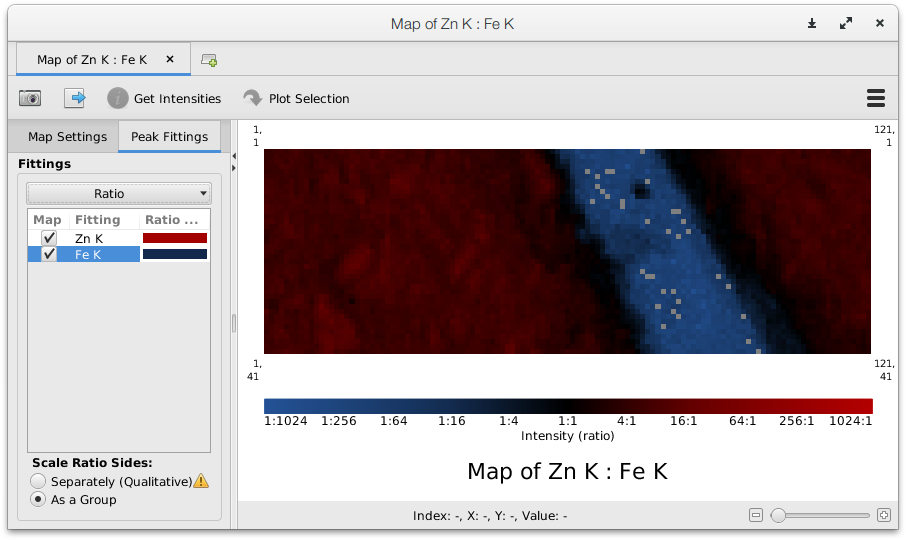 Map of Zn K : Fe K
Map of Zn K : Fe K
Get Intensities
Plot Selection
Map Settings
Peak Fittings
Fittings
Ratio
Map Fitting Ratio ...
Zn K
Fe K
Scale Ratio Sides:
Separately (Qualitative)
As a Group
1,
1
121,
1
1,
41
121,
41
1:1024 1:256 1:64 1:16 1:4 1:1 4:1 16:1 64:1 256:1 1024:1
Intensity (ratio)
Map of Zn K : Fe K
Index: -, X: -, Y: -, Value: -